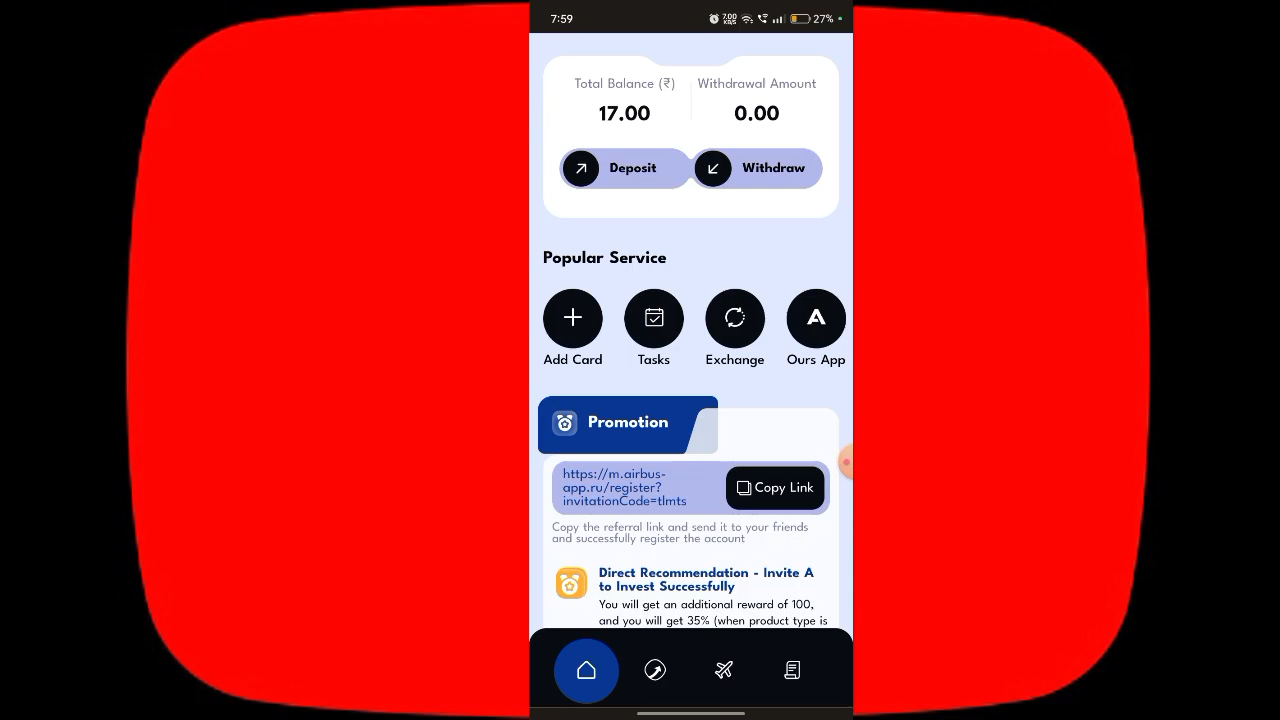 7:59
7.00
KB/S
27%
Total Balance (₹)
Withdrawal Amount
17.00
0.00
Deposit
Withdraw
Popular Service
Add Card
Tasks
Exchange
Ours App
Promotion
https://m.airbus-
app.ru/register?
invitationCode=tlmts
Copy Link
Copy the referral link and send it to your friends
and successfully register the account
Direct Recommendation - Invite A
to Invest Successfully
You will get an additional reward of 100,
and you will get 35% (when product type is